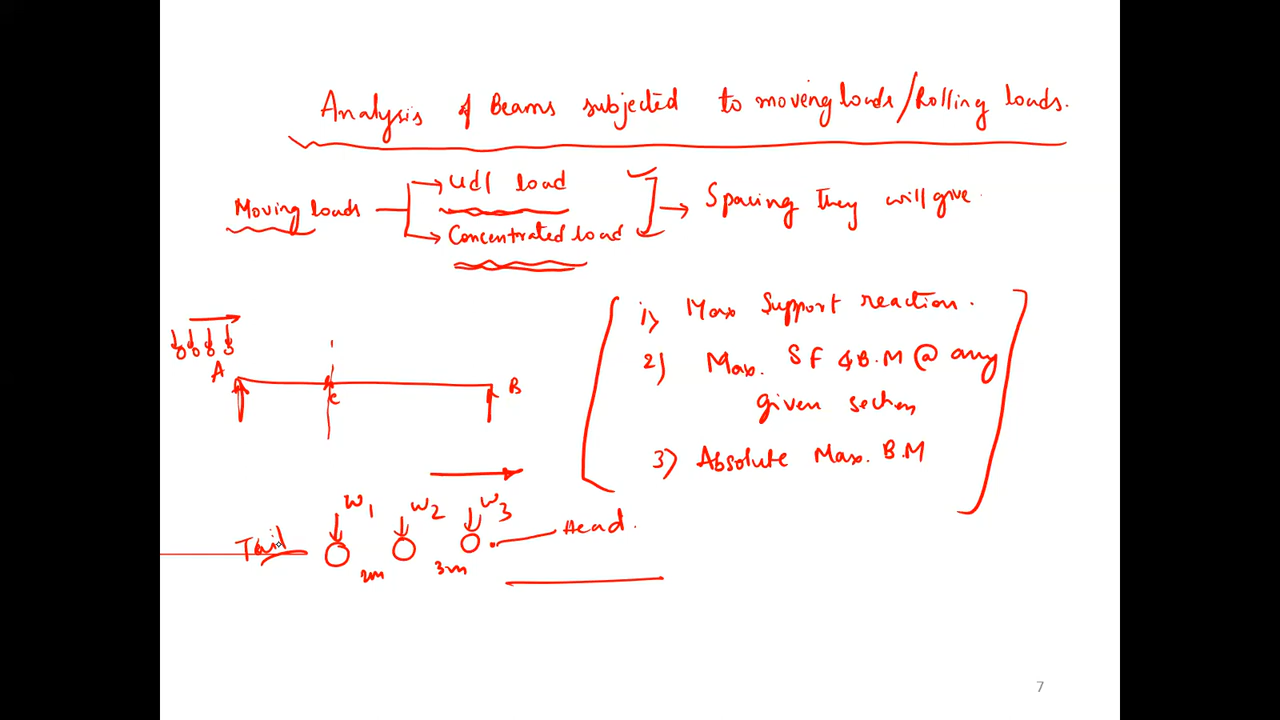 Analysis of Beams subjected to moving loads/Rolling loads.
Moving loads
Udl load
Concentrated load
Spacing they will give.
1) Max Support reaction.
2) Max. SF & B.M @ any
given section
3) Absolute Max. B.M
A
C
B
W1 W2 W3
Tail
Head.
2m 3m
7